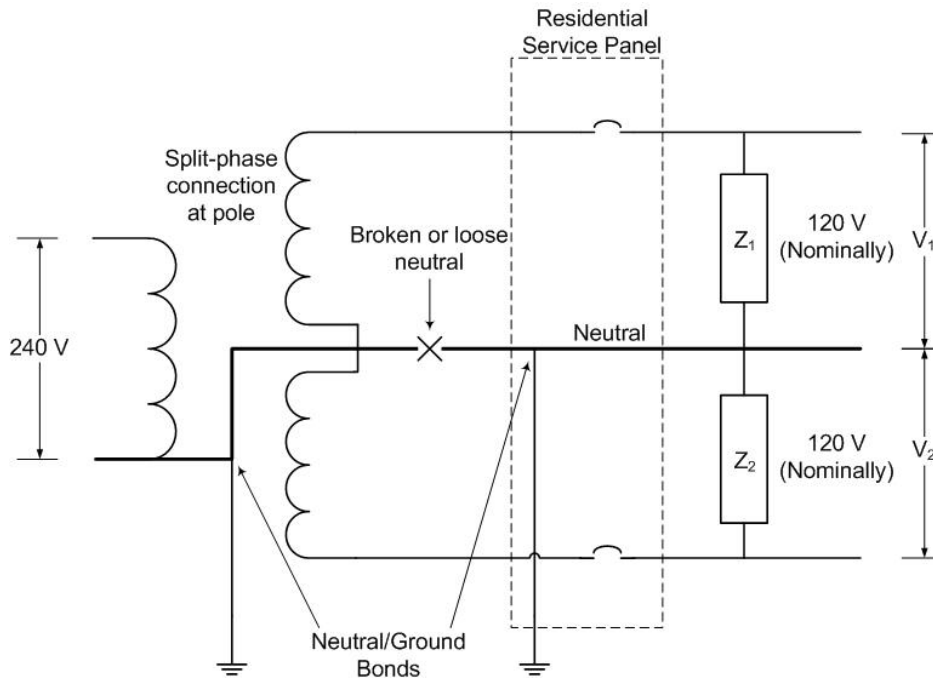 Residential
Service Panel
Split-phase
connection
at pole
Broken or loose
neutral
Z1
120 V
(Nominally)
V1
240 V
Neutral
Z2
120 V
(Nominally)
V2
Neutral/Ground
Bonds